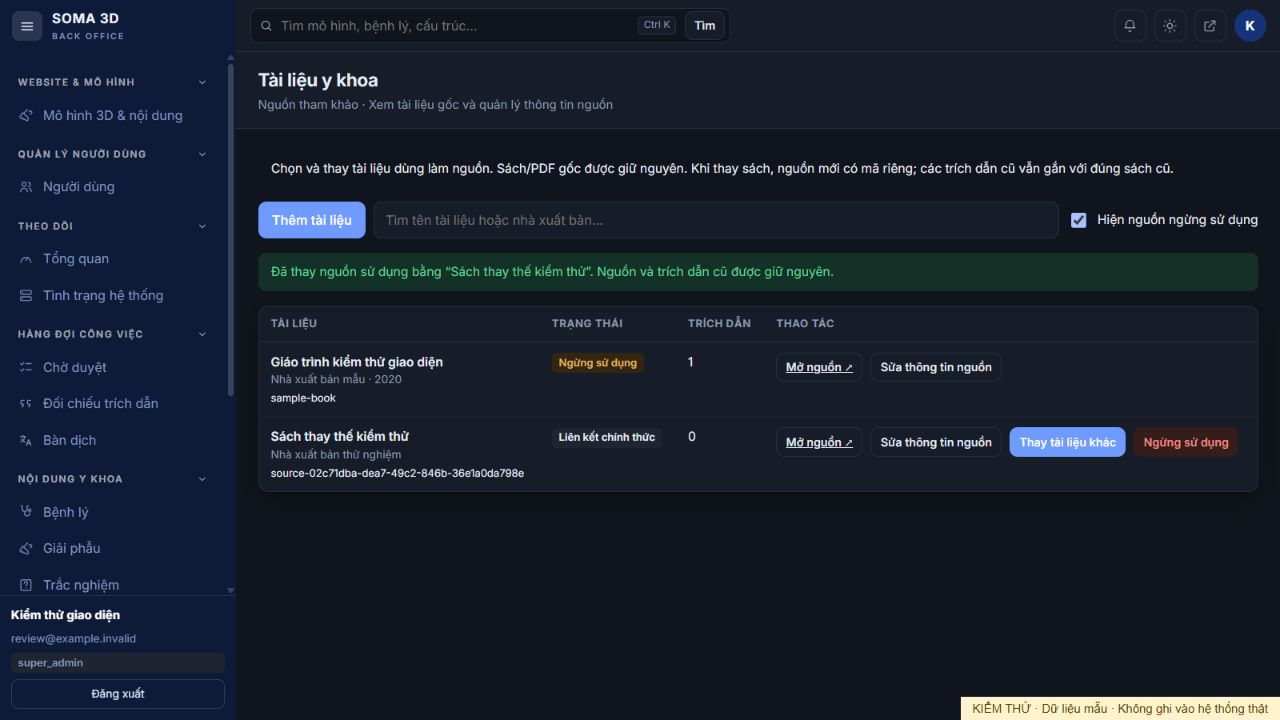 SOMA 3D
BACK OFFICE
Tìm mô hình, bệnh lý, cấu trúc...
Ctrl K
Tìm
K
WEBSITE & MÔ HÌNH
Mô hình 3D & nội dung
QUẢN LÝ NGƯỜI DÙNG
Người dùng
THEO DÕI
Tổng quan
Tình trạng hệ thống
HÀNG ĐỢI CÔNG VIỆC
Chờ duyệt
Đối chiếu trích dẫn
Bản dịch
NỘI DUNG Y KHOA
Bệnh lý
Giải phẫu
Trắc nghiệm
Kiểm thử giao diện
review@example.invalid
super_admin
Đăng xuất
Tài liệu y khoa
Nguồn tham khảo · Xem tài liệu gốc và quản lý thông tin nguồn
Chọn và thay tài liệu dùng làm nguồn. Sách/PDF gốc được giữ nguyên. Khi thay sách, nguồn mới có mã riêng; các trích dẫn cũ vẫn gắn với đúng sách cũ.
Thêm tài liệu
Tìm tên tài liệu hoặc nhà xuất bản...
Hiện nguồn ngừng sử dụng
Đã thay nguồn sử dụng bằng “Sách thay thế kiểm thử”. Nguồn và trích dẫn cũ được giữ nguyên.
TÀI LIỆU TRẠNG THÁI TRÍCH DẪN THAO TÁC
Giáo trình kiểm thử giao diện Ngừng sử dụng 1 Mở nguồn ↗ Sửa thông tin nguồn
Nhà xuất bản mẫu · 2020
sample-book
Sách thay thế kiểm thử Liên kết chính thức 0 Mở nguồn ↗ Sửa thông tin nguồn Thay tài liệu khác Ngừng sử dụng
Nhà xuất bản thử nghiệm
source-02c71dba-dea7-49c2-846b-36e1a0da798e
KIỂM THỬ · Dữ liệu mẫu · Không ghi vào hệ thống thật